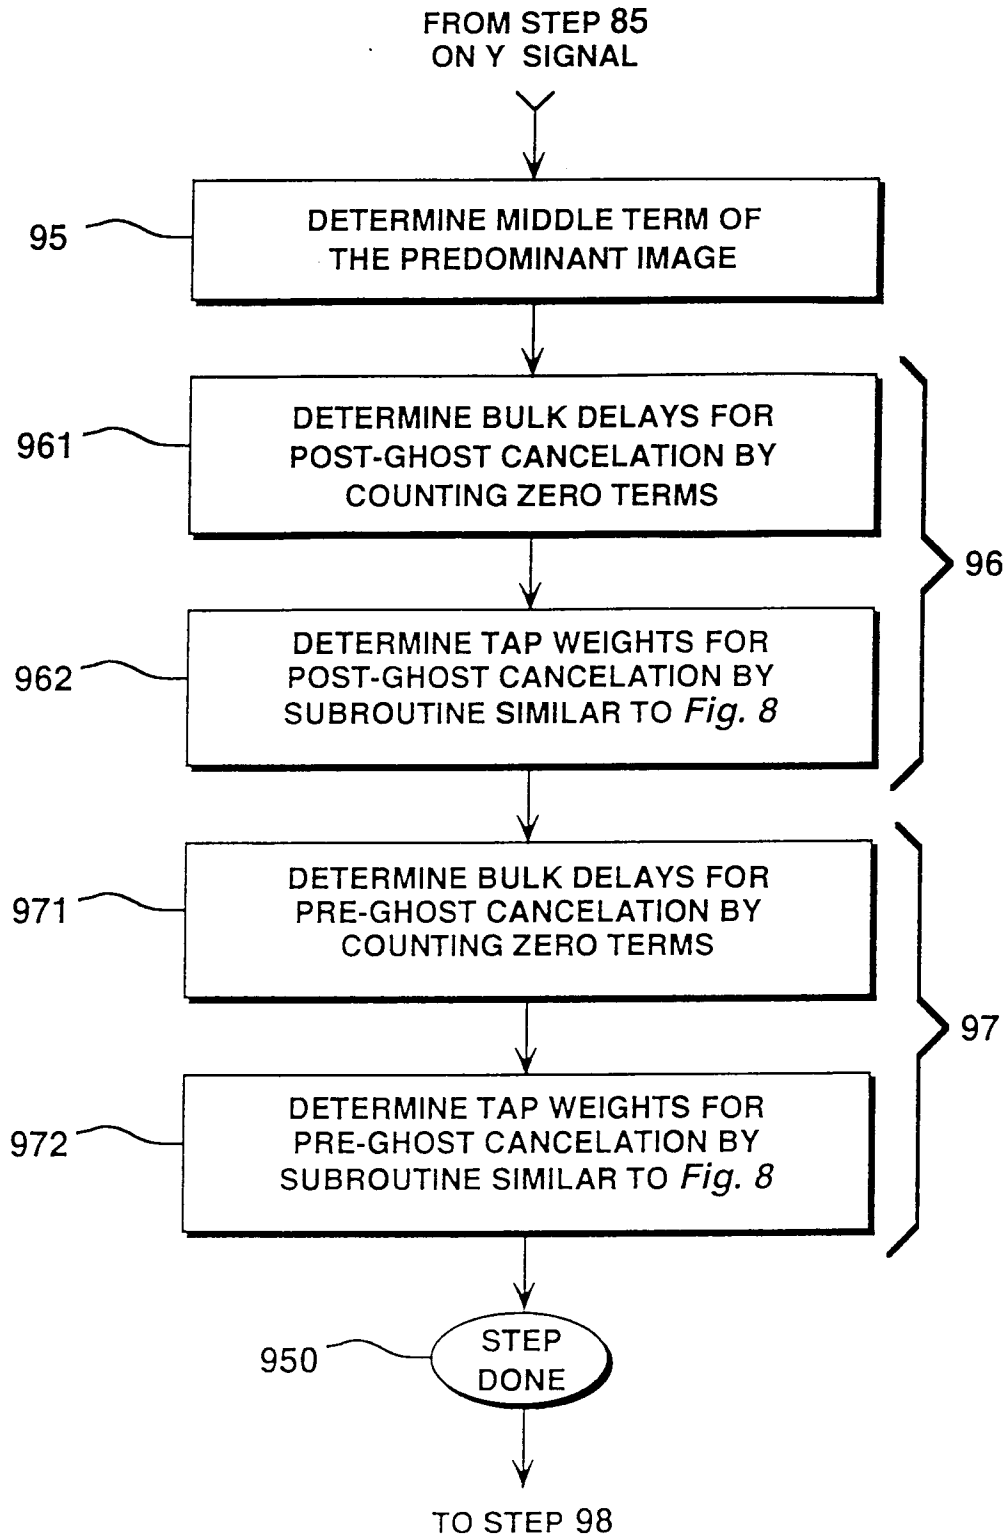 FROM STEP 85
ON Y SIGNAL
95
DETERMINE MIDDLE TERM OF
THE PREDOMINANT IMAGE
961
DETERMINE BULK DELAYS FOR
POST-GHOST CANCELATION BY
COUNTING ZERO TERMS
96
962
DETERMINE TAP WEIGHTS FOR
POST-GHOST CANCELATION BY
SUBROUTINE SIMILAR TO Fig. 8
971
DETERMINE BULK DELAYS FOR
PRE-GHOST CANCELATION BY
COUNTING ZERO TERMS
97
972
DETERMINE TAP WEIGHTS FOR
PRE-GHOST CANCELATION BY
SUBROUTINE SIMILAR TO Fig. 8
950
STEP
DONE
TO STEP 98